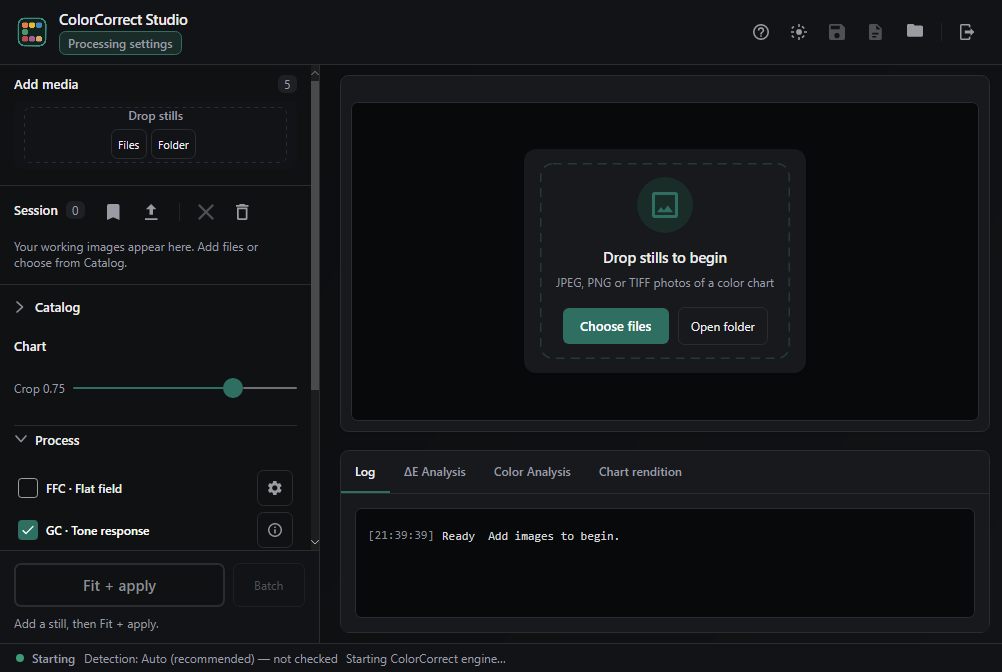 ColorCorrect Studio
Processing settings
Add media 5
Drop stills
Files Folder
Session 0
Your working images appear here. Add files or
choose from Catalog.
Catalog
Chart
Crop 0.75
Process
FFC · Flat field
GC · Tone response
Fit + apply Batch
Add a still, then Fit + apply.
Drop stills to begin
JPEG, PNG or TIFF photos of a color chart
Choose files Open folder
Log ΔE Analysis Color Analysis Chart rendition
[21:39:39] Ready Add images to begin.
Starting Detection: Auto (recommended) — not checked Starting ColorCorrect engine...